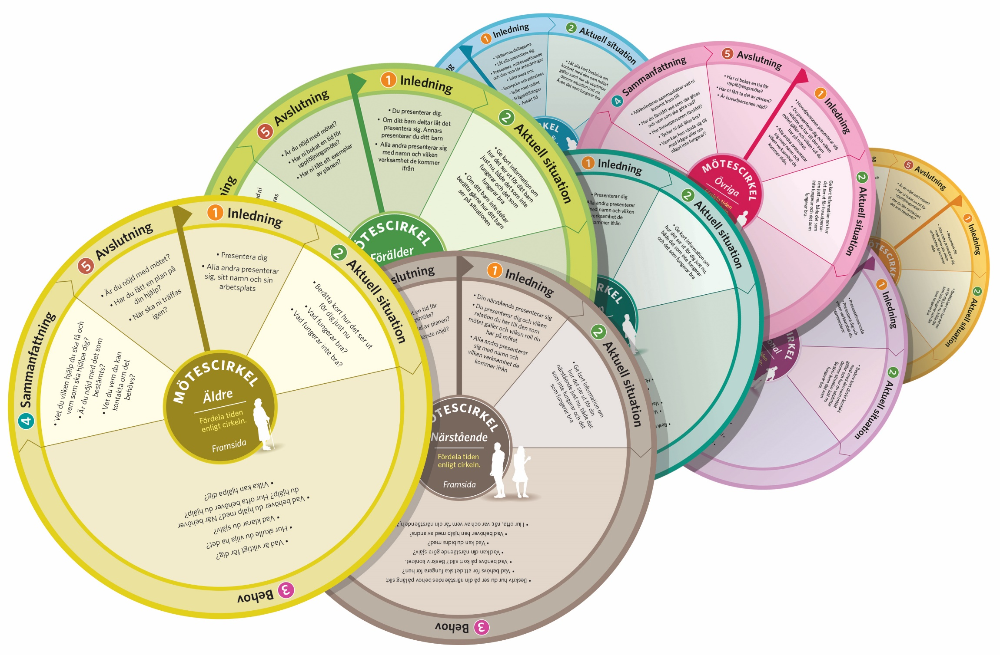 1 Inledning
• Välkomna deltagarna
• Låt alla presentera sig
• Presentera mötesordförande
och den som för anteckningar
• Informera om:
- Samtycke och sekretess
- Syfte med mötet
- Frågeställningar
- Avsatt tid
2 Aktuell situation
• Låt alla kort beskriva sin
kontakt med den som mötet
gäller samt hur de uppfattar
dennes situation just nu.
Även det som fungerar bra
4 Sammanfattning
• Mötesledaren sammanfattar vad ni
kommit fram till.
• Har du förstått vad som ska göras
och vem som ska göra vad?
• Har huvudpersonen förstått?
• Tycker ni det låter bra?
• Vem kan hen vända sig till
med frågor eller om
något inte fungerar?
5 Avslutning
• Har ni bokat en tid för
uppföljningsmöte?
• Har ni fått ta del av planen?
• Är huvudpersonen nöjd?
1 Inledning
• Huvudpersonen presenterar sig.
• Du presenterar dig och vilken
relation du har till den som
mötet gäller och vilken roll du
har på mötet.
• Alla andra presenterar
sig med namn och
vilken verksamhet de
kommer ifrån.
2 Aktuell situation
Ge kort information om hur
det ser ut för huvudperso-
nen just nu, både det som
inte fungerar och det som
fungerar bra.
MÖTESCIRKEL
Övriga
Fördela tiden
5 Avslutning
• Är du nöjd med mötet?
• Har ni bokat en tid för
uppföljningsmöte?
• Har du fått nedskrivet
det som bestämts?
1 Inledning
• Presentera dig
• Alla andra presenterar sig
med namn och vilken
verksamhet de kommer
ifrån
2 Aktuell situation
• Berätta kort om hur det ser
ut för dig just nu, både det
som inte fungerar och det
som fungerar bra
5 Avslutning
• Är du nöjd med mötet?
• Har ni bokat en tid för
uppföljningsmöte?
• Har ni fått ett exemplar
av planen?
1 Inledning
• Du presenterar dig.
• Om ditt barn deltar låt det
presentera sig. Annars
presenterar du ditt barn
• Alla andra presenterar sig
med namn och vilken
verksamhet de kommer
ifrån
2 Aktuell situation
• Ge kort information om
hur det ser ut för ditt barn
just nu, både det som inte
fungerar och det som
fungerar bra
• Om ditt barn inte deltar
berätta gärna hur ditt barn
ser på situationen
Förälder
1 Inledning
• Presenterar dig
Alla andra presenterar
med namn och vilken
verksamhet de
kommer ifrån
2 Aktuell situation
• Ge kort information om
hur det ser ut för dig just nu,
både det som inte fungerar
och det som fungerar bra
1 Inledning
• Presentationsrunda
• Presentera dig och
vilken verksamhet du
representerar
2 Aktuell situation
• Beskriv kort din/er kontakt
med med den som mötet
gäller och hur du uppfattar
dennes situation just nu.
Beskriv även det som
fungerar bra.
5 Avslutning
• Är du nöjd med mötet?
• Har du fått en plan på
din hjälp?
• När ska ni träffas
igen?
1 Inledning
• Presentera dig
• Alla andra presenterar
sig, sitt namn och sin
arbetsplats
2 Aktuell situation
• Berätta kort hur det ser ut
för dig just nu
• Vad fungerar bra?
• Vad fungerar inte bra?
4 Sammanfattning
• Vet du vilken hjälp du ska få och
vem som ska hjälpa dig?
• Är du nöjd med det som
bestämts?
• Vet du vem du kan
kontakta om det
behövs?
MÖTESCIRKEL
Äldre
Fördela tiden
enligt cirkeln.
Framsida
3 Behov
• Vad är viktigt för dig?
• Hur skulle du vilja ha det?
• Vad klarar du själv?
• Vad behöver du hjälp med? När behöver
du hjälp? Hur ofta behöver du hjälp?
• Vilka kan hjälpa dig?
1 Inledning
• Din närstående presenterar sig
• Du presenterar dig och vilken
relation du har till den som
mötet gäller och vilken roll du
har på mötet
• Alla andra presenterar
sig med namn och
vilken verksamhet de
kommer ifrån
2 Aktuell situation
• Ge kort information om
hur det ser ut för din
närstående just nu, både det
som inte fungerar och det
som fungerar bra
Närstående
Fördela tiden
enligt cirkeln.
Framsida
3 Behov
• Beskriv hur du ser på din närståendes behov på lång sikt
• Vad behövs för att det ska fungera för hen?
• Vad behövs på kort sikt? Beskriv konkret.
• Vad kan din närstående göra själv?
• Vad kan du bidra med?
• Vad behöver hen hjälp med av andra?
• Hur ofta, när, var och av vem får din närstående